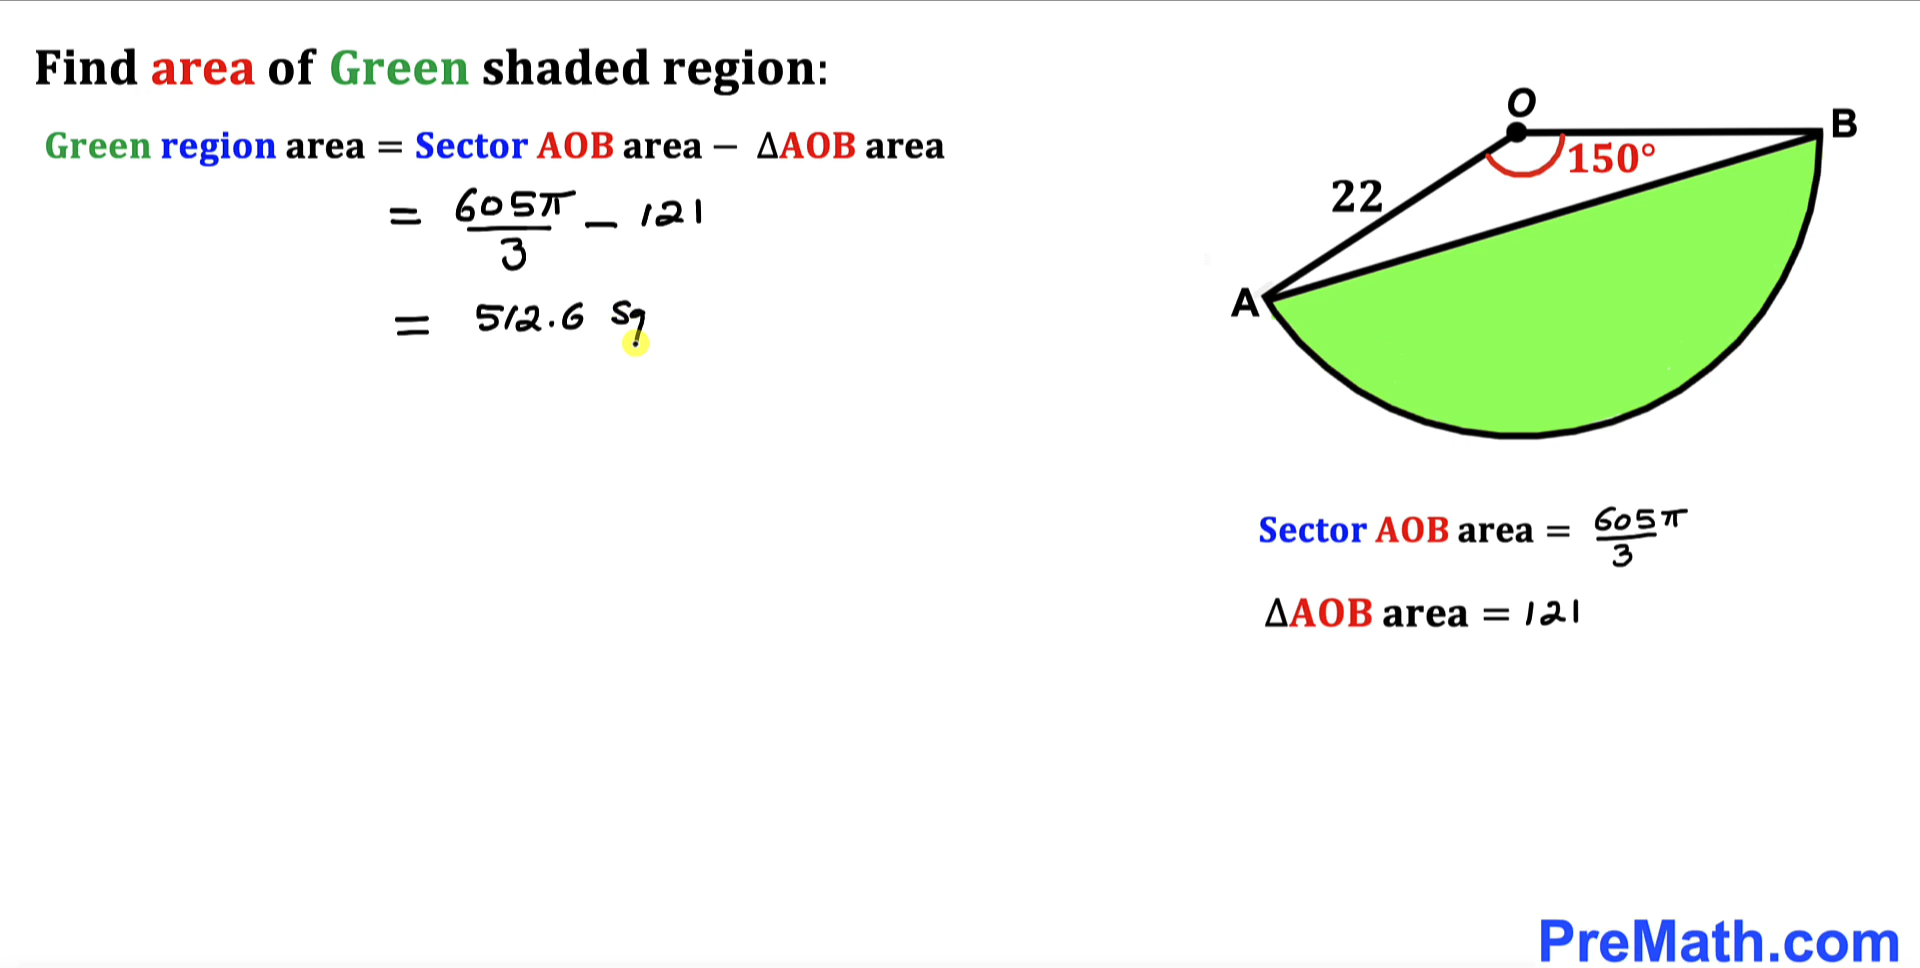 Find area of Green shaded region:
Green region area = Sector AOB area − ΔAOB area
= 605π/3 − 121
= 512.6 Sq
O
B
150°
22
A
Sector AOB area = 605π/3
ΔAOB area = 121
PreMath.com